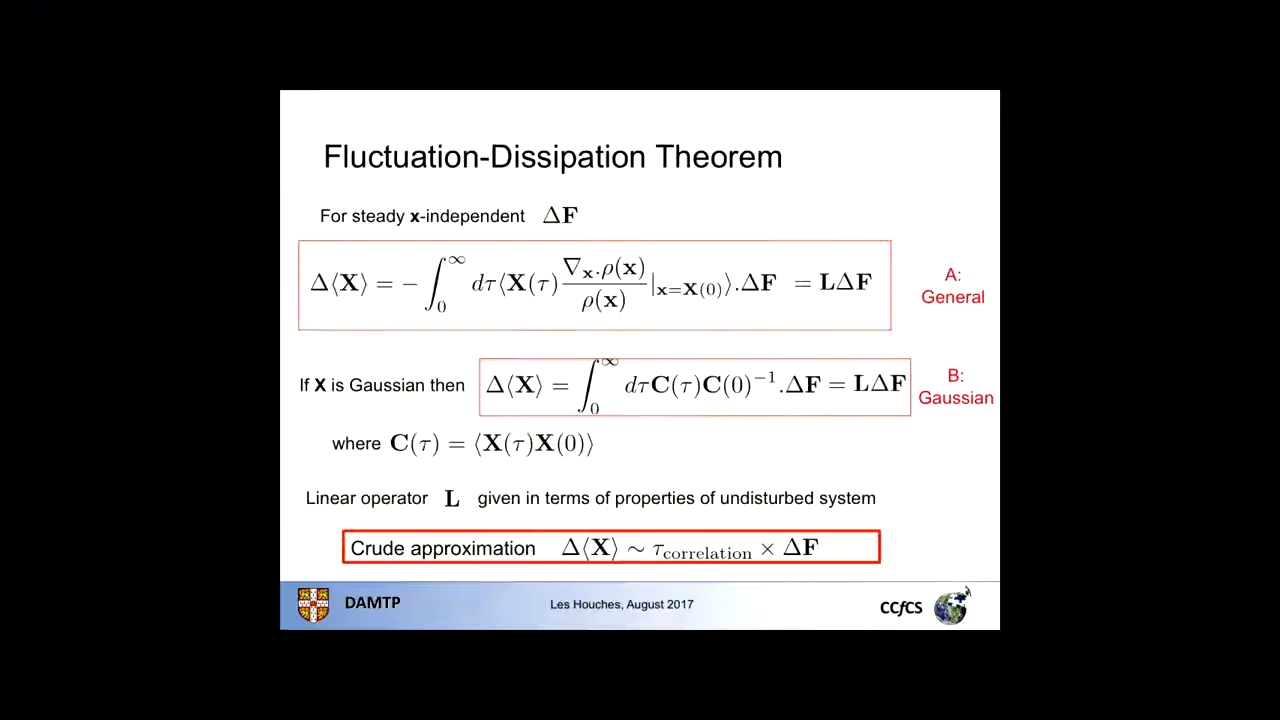 Fluctuation-Dissipation Theorem
For steady x-independent ΔF
Δ⟨X⟩ = − ∫₀^∞ dτ⟨X(τ) ∇ₓ.ρ(x) / ρ(x) |ₓ₌X(0)⟩.ΔF = LΔF
A:
General
If X is Gaussian then Δ⟨X⟩ = ∫₀^∞ dτC(τ)C(0)⁻¹.ΔF = LΔF
B:
Gaussian
where C(τ) = ⟨X(τ)X(0)⟩
Linear operator L given in terms of properties of undisturbed system
Crude approximation Δ⟨X⟩ ∼ τ_correlation × ΔF
DAMTP
Les Houches, August 2017
CCfCS